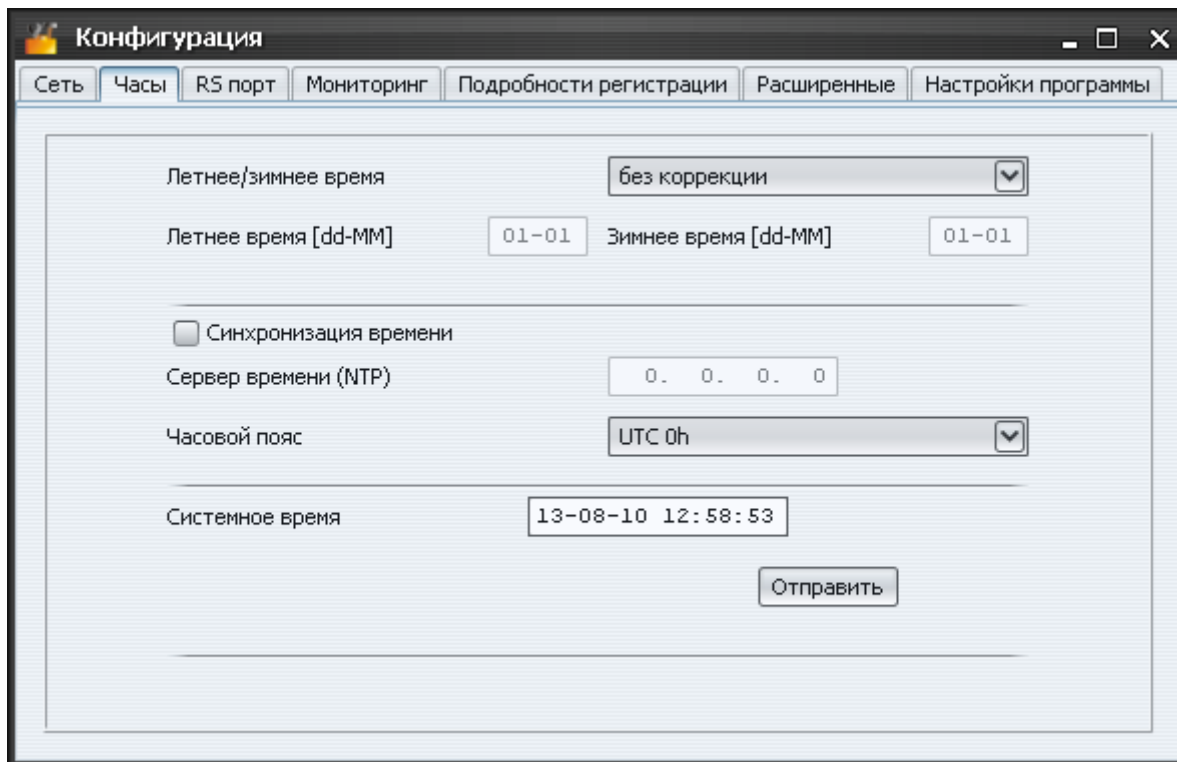 Конфигурация
Сеть Часы RS порт Мониторинг Подробности регистрации Расширенные Настройки программы
Летнее/зимнее время без коррекции
Летнее время [dd-MM] 01-01 Зимнее время [dd-MM] 01-01
Синхронизация времени
Сервер времени (NTP) 0. 0. 0. 0
Часовой пояс UTC 0h
Системное время 13-08-10 12:58:53
Отправить